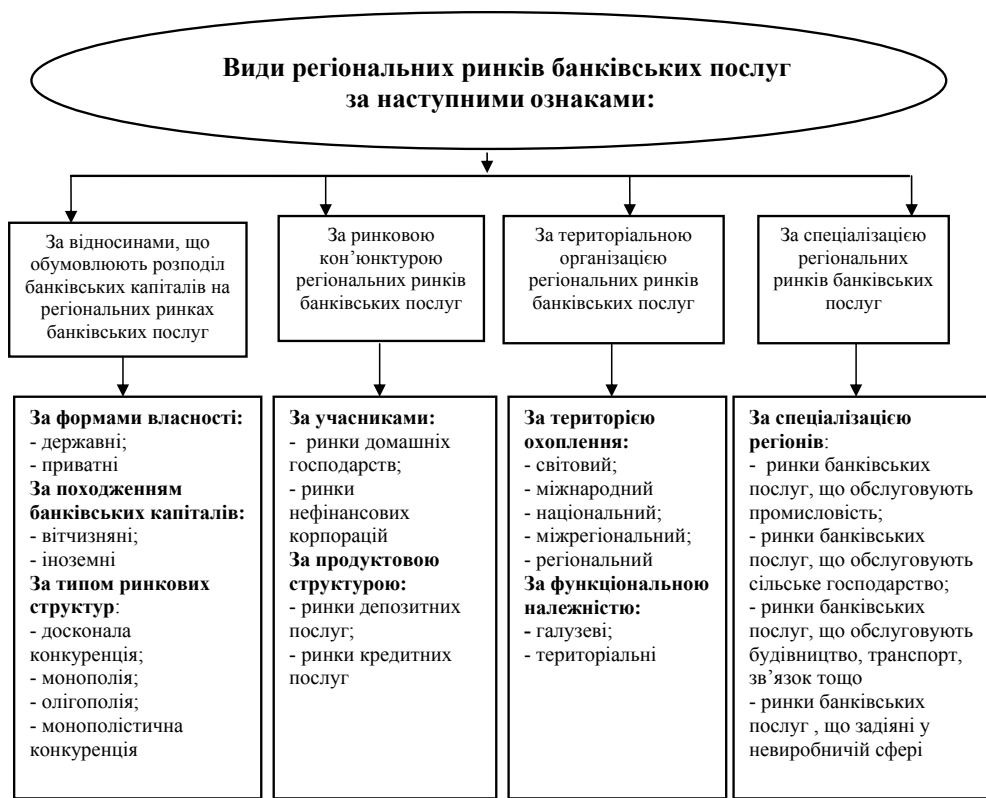 Види регіональних ринків банківських послуг
за наступними ознаками:
За відносинами, що
обумовлюють розподіл
банківських капіталів на
регіональних ринках
банківських послуг
За ринковою
кон’юнктурою
регіональних ринків
банківських послуг
За територіальною
організацією
регіональних ринків
банківських послуг
За спеціалізацією
регіональних
ринків банківських
послуг
За формами власності:
- державні;
- приватні
За походженням
банківських капіталів:
- вітчизняні;
- іноземні
За типом ринкових
структур:
- досконала
конкуренція;
- монополія;
- олігополія;
- монополістична
конкуренція
За учасниками:
- ринки домашніх
господарств;
- ринки
нефінансових
корпорацій
За продуктовою
структурою:
- ринки депозитних
послуг;
- ринки кредитних
послуг
За територією
охоплення:
- світовий;
- міжнародний
- національний;
- міжрегіональний;
- регіональний
За функціональною
належністю:
- галузеві;
- територіальні
За спеціалізацією
регіонів:
- ринки банківських
послуг, що обслуговують
промисловість;
- ринки банківських
послуг, що обслуговують
сільське господарство;
- ринки банківських
послуг, що обслуговують
будівництво, транспорт,
зв’язок тощо
- ринки банківських
послуг , що задіяні у
невиробничій сфері